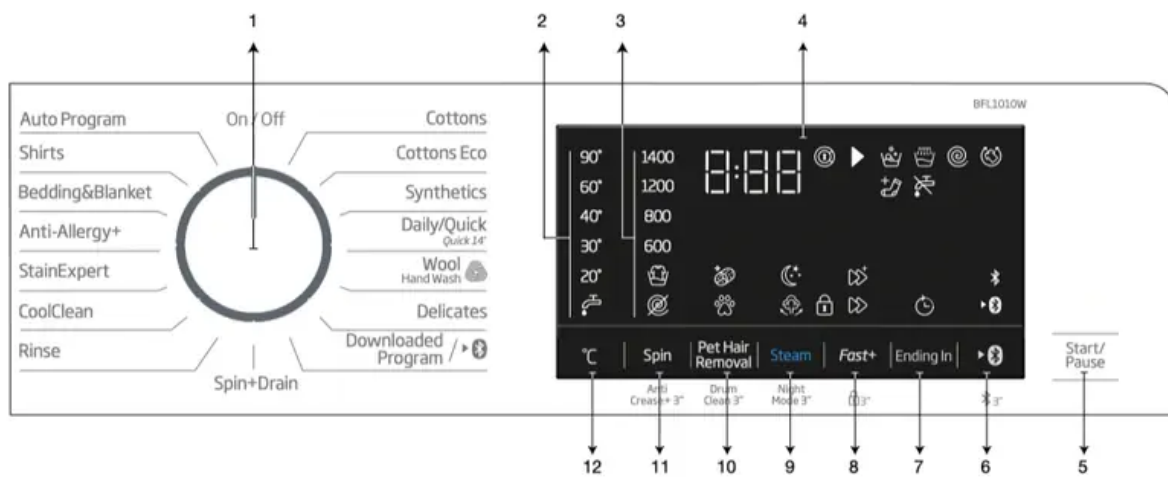 1
2
3
4
BFL1010W
On / Off
Auto Program
Shirts
Bedding&Blanket
Anti-Allergy+
StainExpert
CoolClean
Rinse
Spin+Drain
Cottons
Cottons Eco
Synthetics
Daily/Quick
Quick 14'
Wool
Hand Wash
Delicates
Downloaded
Program /
90°
60°
40°
30°
20°
1400
1200
800
600
8:88
°C
Spin
Pet Hair
Removal
Steam
Fast+
Ending In
Anti
Crease+ 3"
Drum
Clean 3"
Night
Mode 3"
3"
3"
Start/
Pause
12
11
10
9
8
7
6
5